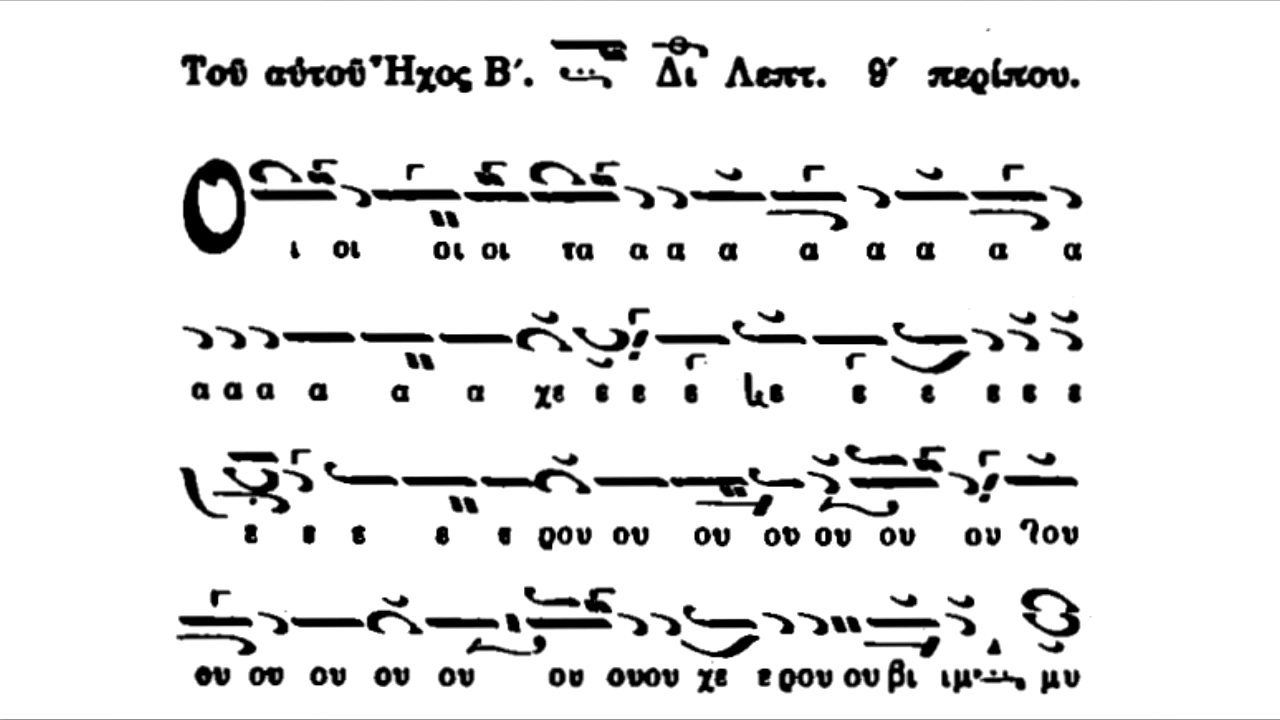 Τοῦ αὐτοῦ Ἦχος Β΄. Δι Λεπτ. 9΄ περίπου.
Ο ι οι οι οι τα α α α α α α α α
α α α α α α χε ε ε ε ε ε ε ε ε
ε ε ε ε ε ρου ου ου ου ου ου ου του
ου ου ου ου ου ου ουου χε ε ρου ου βι ιμ μυ